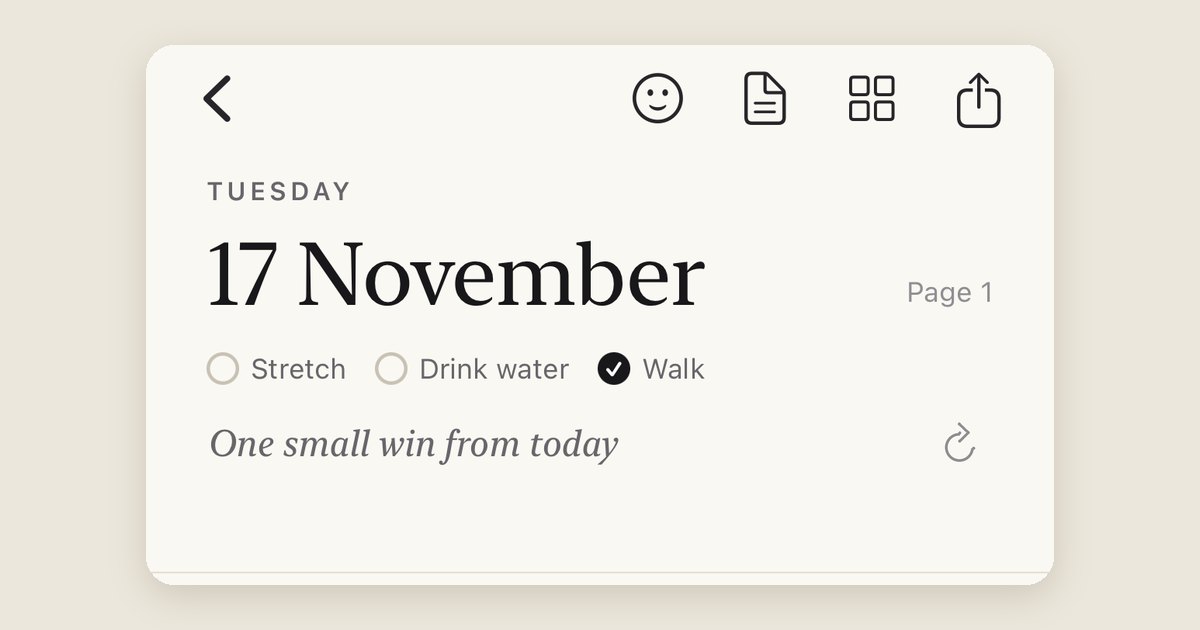 TUESDAY
17 November
Page 1
Stretch Drink water Walk
One small win from today